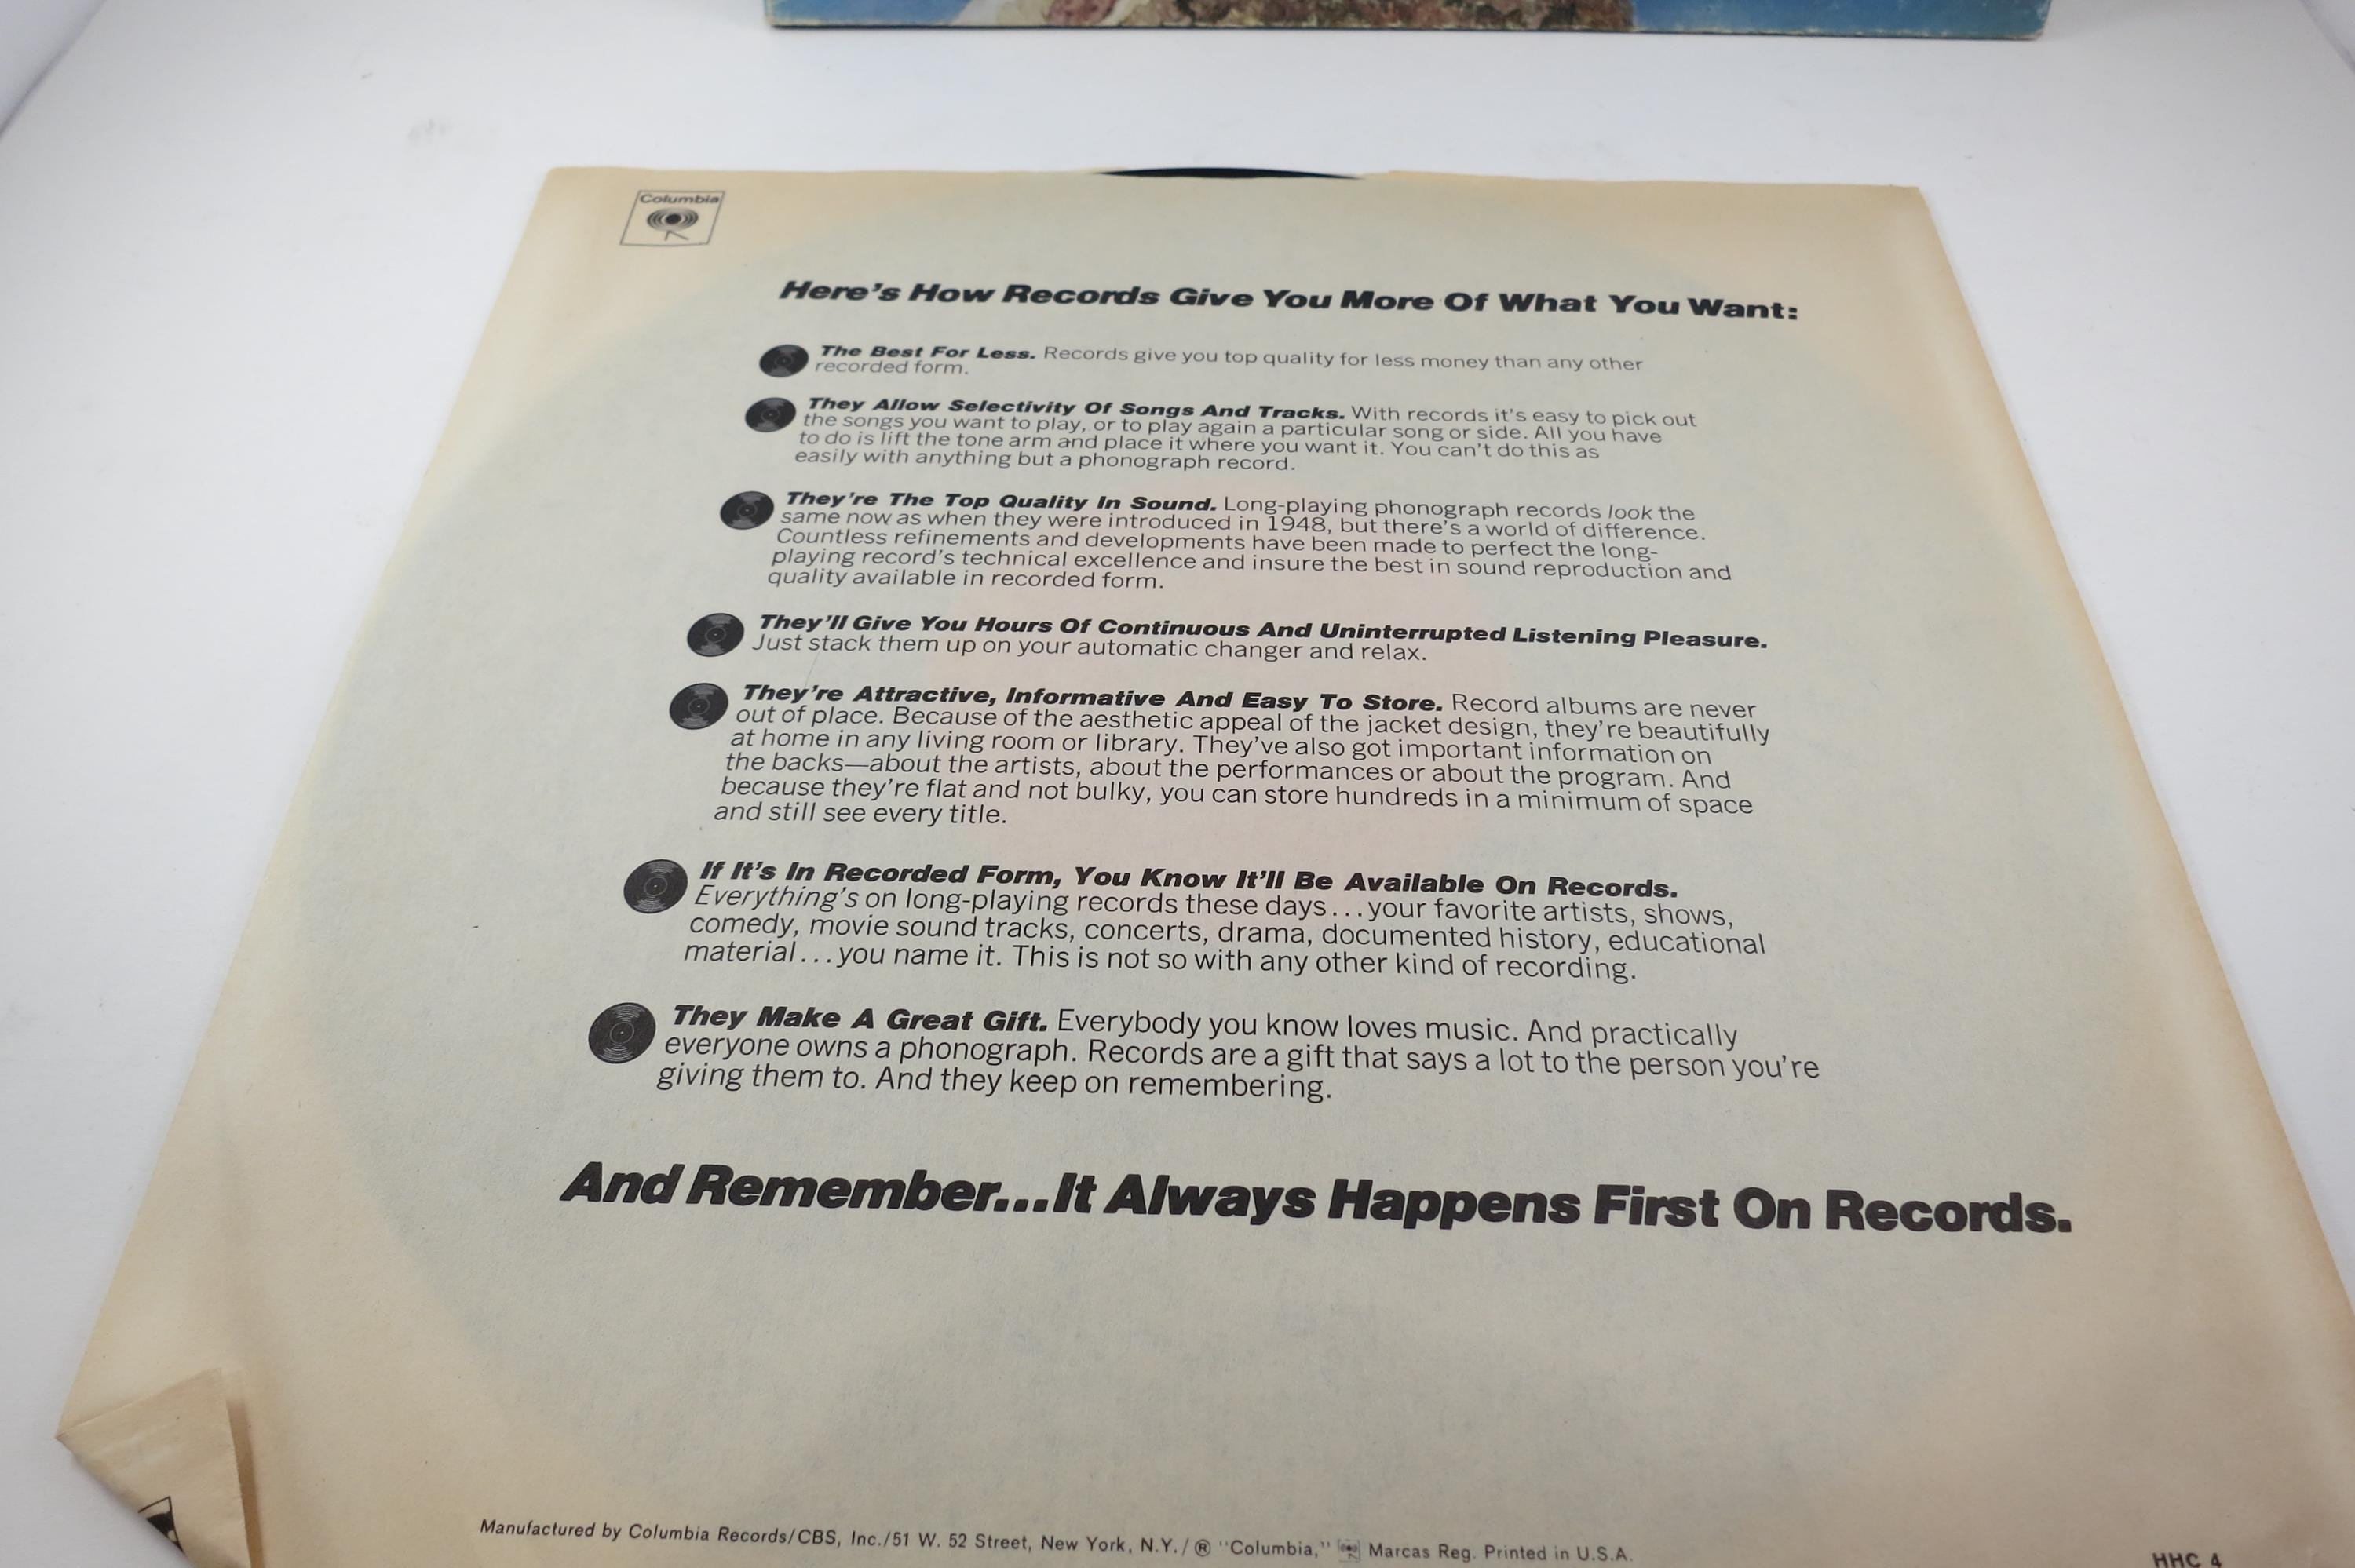 Columbia
Here's How Records Give You More Of What You Want:
The Best For Less. Records give you top quality for less money than any other
recorded form.
They Allow Selectivity Of Songs And Tracks. With records it's easy to pick out
the songs you want to play, or to play again a particular song or side. All you have
to do is lift the tone arm and place it where you want it. You can't do this as
easily with anything but a phonograph record.
They're The Top Quality In Sound. Long-playing phonograph records look the
same now as when they were introduced in 1948, but there's a world of difference.
Countless refinements and developments have been made to perfect the long-
playing record's technical excellence and insure the best in sound reproduction and
quality available in recorded form.
They'll Give You Hours Of Continuous And Uninterrupted Listening Pleasure.
Just stack them up on your automatic changer and relax.
They're Attractive, Informative And Easy To Store. Record albums are never
out of place. Because of the aesthetic appeal of the jacket design, they're beautifully
at home in any living room or library. They've also got important information on
the backs—about the artists, about the performances or about the program. And
because they're flat and not bulky, you can store hundreds in a minimum of space
and still see every title.
If It's In Recorded Form, You Know It'll Be Available On Records.
Everything's on long-playing records these days...your favorite artists, shows,
comedy, movie sound tracks, concerts, drama, documented history, educational
material...you name it. This is not so with any other kind of recording.
They Make A Great Gift. Everybody you know loves music. And practically
everyone owns a phonograph. Records are a gift that says a lot to the person you're
giving them to. And they keep on remembering.
And Remember...It Always Happens First On Records.
Manufactured by Columbia Records/CBS, Inc./51 W. 52 Street, New York, N.Y./® "Columbia," Marcas Reg. Printed in U.S.A.
HHC 4